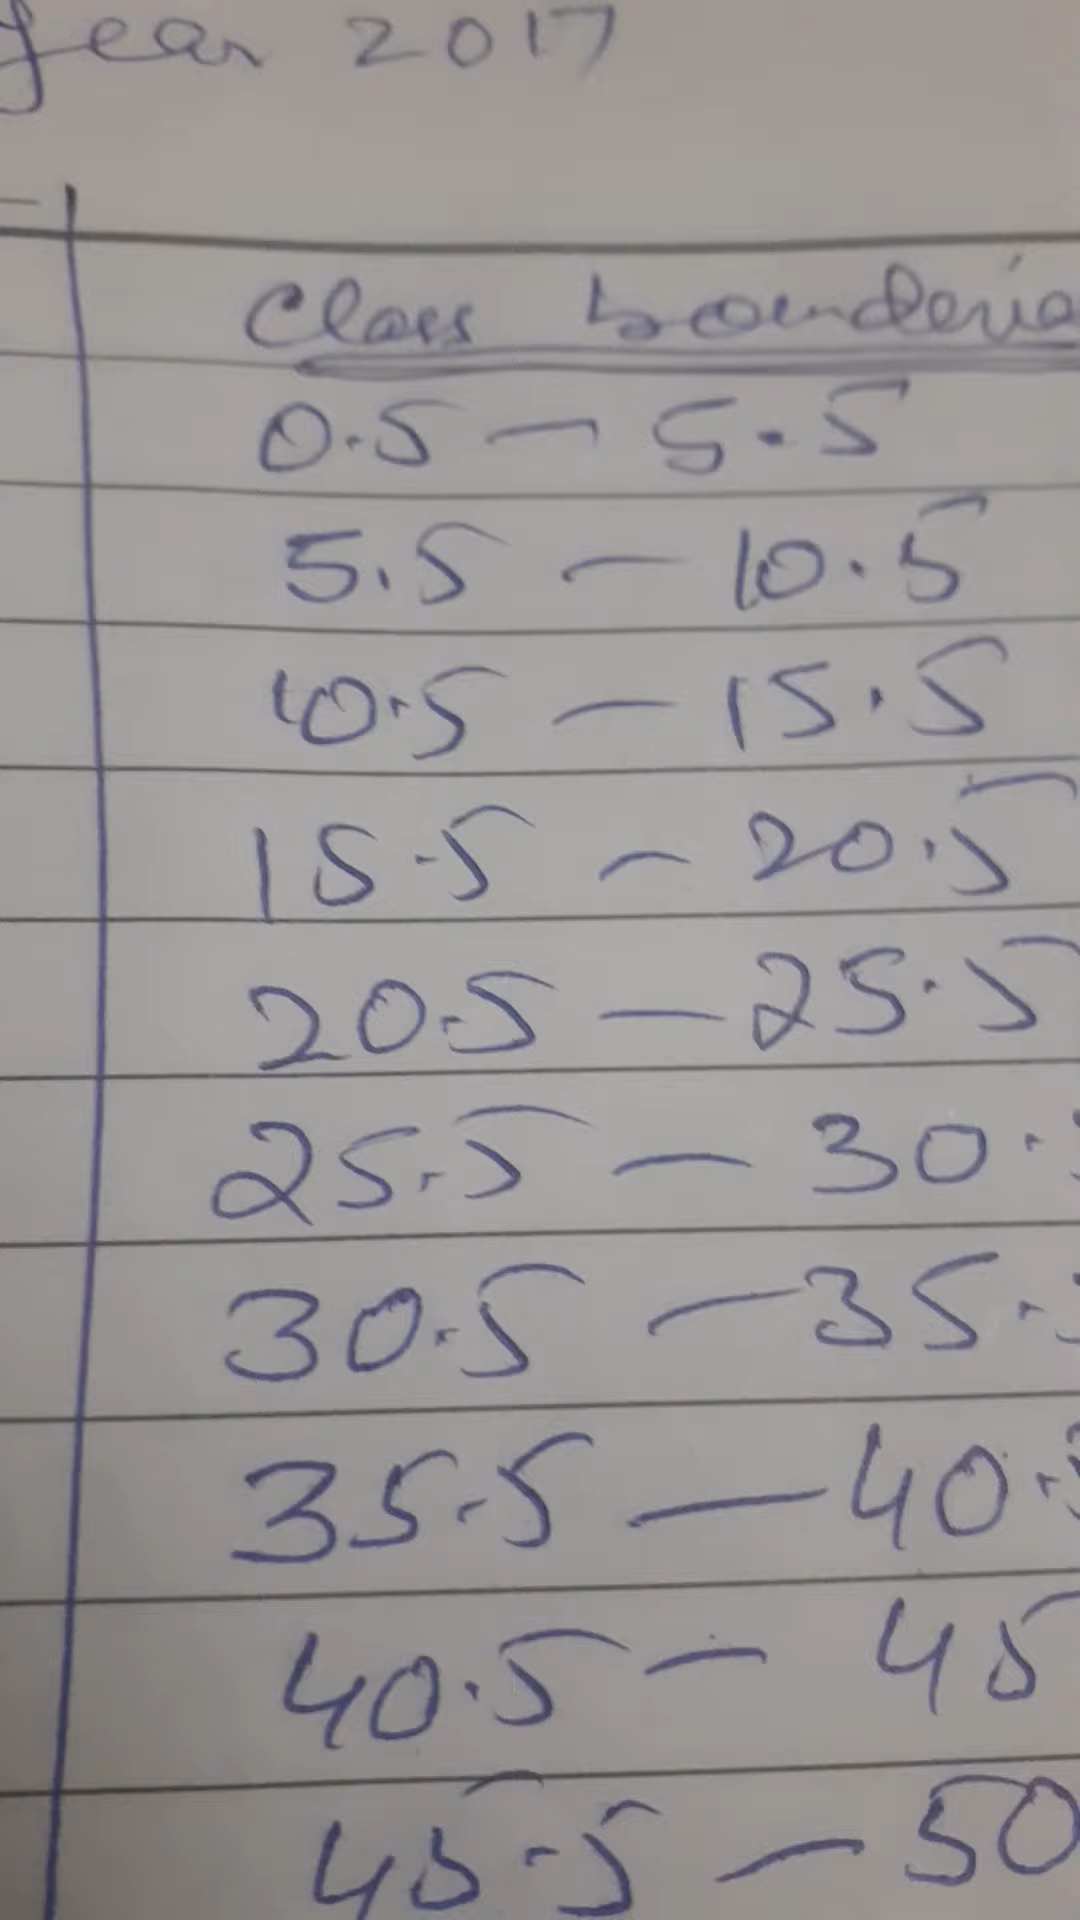 year 2017
Class bounderie
0.5 — 5.5
5.5 — 10.5
10.5 — 15.5
15.5 — 20.5
20.5 — 25.5
25.5 — 30.
30.5 — 35.
35.5 — 40.
40.5 — 45
45.5 — 50